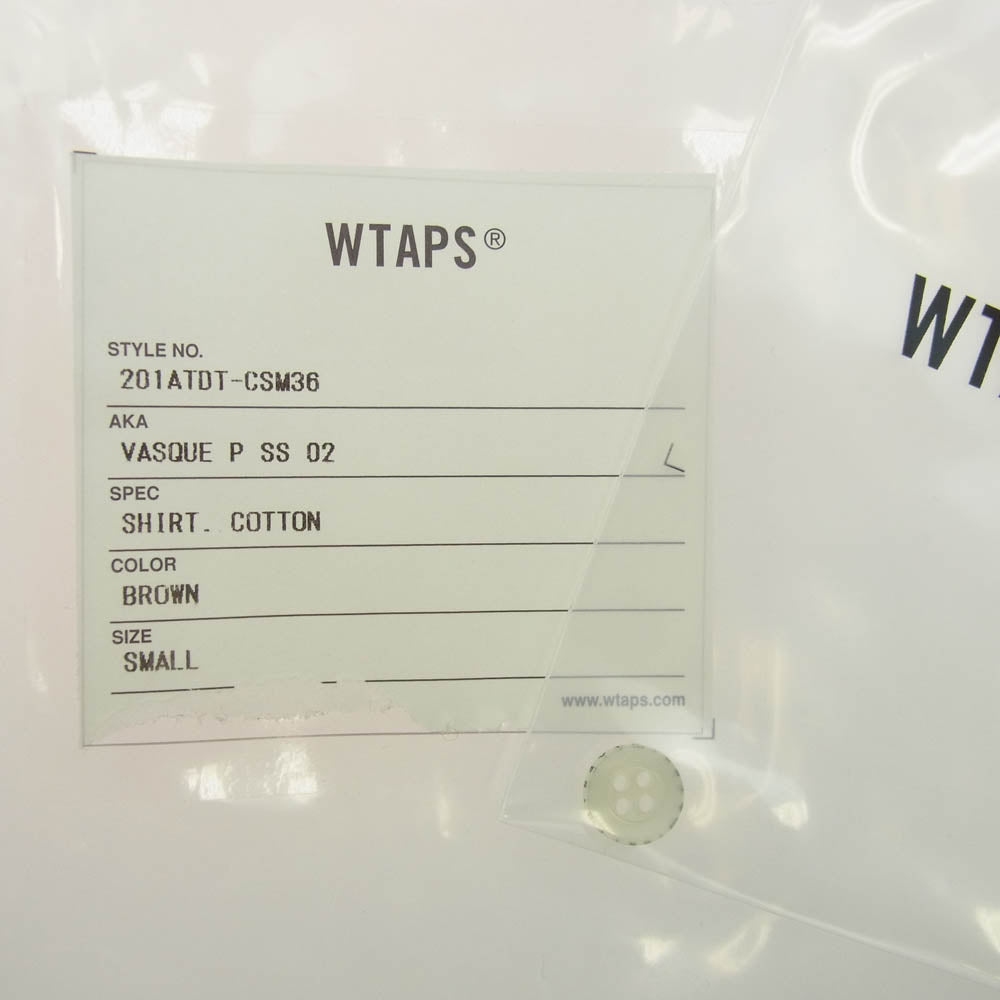 WTAPS®
STYLE NO.
201ATDT-CSM36
AKA
VASQUE P SS 02
SPEC
SHIRT. COTTON
COLOR
BROWN
SIZE
SMALL
www.wtaps.com
WT